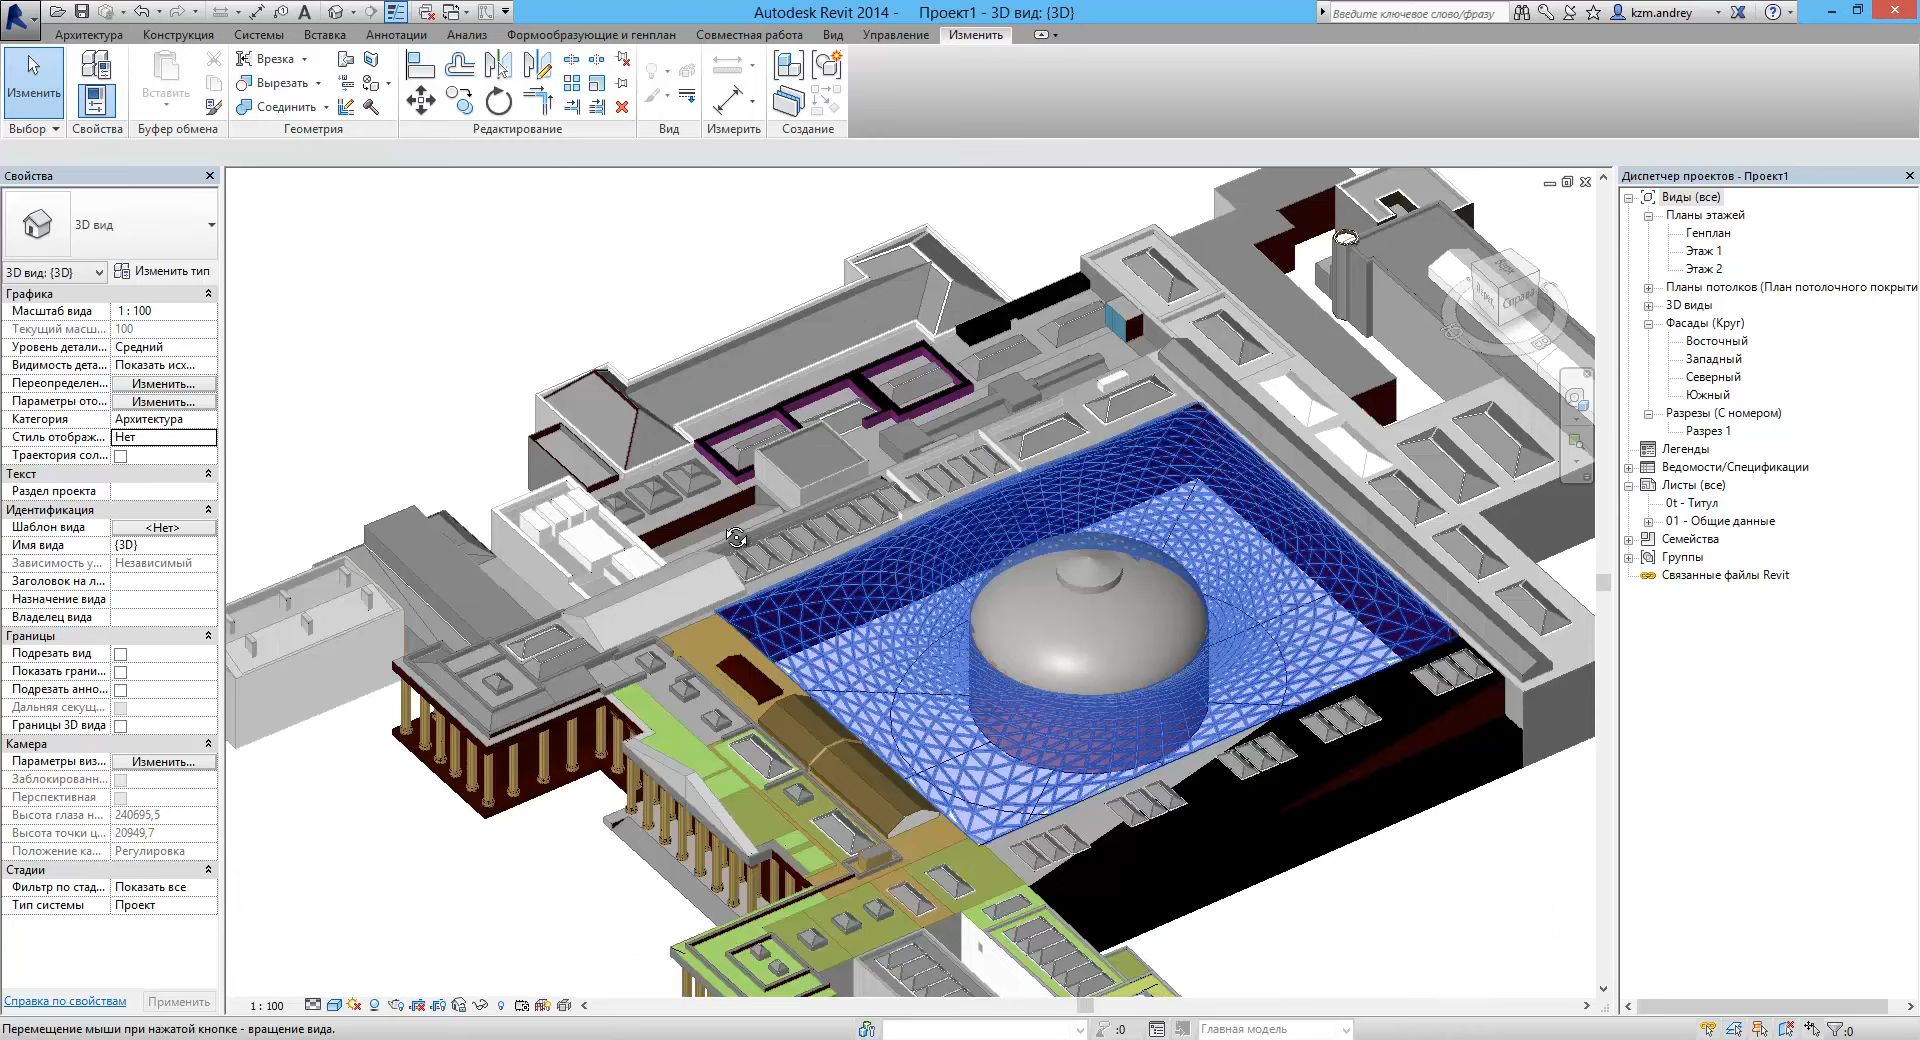 Autodesk Revit 2014 -    Проект1 - 3D вид: {3D}
Введите ключевое слово/фразу
kzm.andrey
Архитектура Конструкция Системы Вставка Аннотации Анализ Формообразующие и генплан Совместная работа Вид Управление Изменить
Изменить
Вставить
Врезка
Вырезать
Соединить
Выбор Свойства Буфер обмена Геометрия Редактирование Вид Измерить Создание
Свойства
3D вид
3D вид: {3D} Изменить тип
Графика
Масштаб вида 1 : 100
Текущий масш... 100
Уровень детали... Средний
Видимость дета... Показать исх...
Переопределен... Изменить...
Параметры ото... Изменить...
Категория Архитектура
Стиль отображ... Нет
Траектория сол...
Текст
Раздел проекта
Идентификация
Шаблон вида <Нет>
Имя вида {3D}
Зависимость у... Независимый
Заголовок на л...
Назначение вида
Владелец вида
Границы
Подрезать вид
Показать грани...
Подрезать анно...
Дальняя секущ...
Границы 3D вида
Камера
Параметры виз... Изменить...
Заблокированн...
Перспективная
Высота глаза н... 240695,5
Высота точки ц... 20949,7
Положение ка... Регулировка
Стадии
Фильтр по стад... Показать все
Тип системы Проект
Справка по свойствам Применить
Справа
1 : 100
Диспетчер проектов - Проект1
Виды (все)
Планы этажей
Генплан
Этаж 1
Этаж 2
Планы потолков (План потолочного покрыти
3D виды
Фасады (Круг)
Восточный
Западный
Северный
Южный
Разрезы (С номером)
Разрез 1
Легенды
Ведомости/Спецификации
Листы (все)
0t - Титул
01 - Общие данные
Семейства
Группы
Связанные файлы Revit
Перемещение мыши при нажатой кнопке - вращение вида.
:0
Главная модель
:0